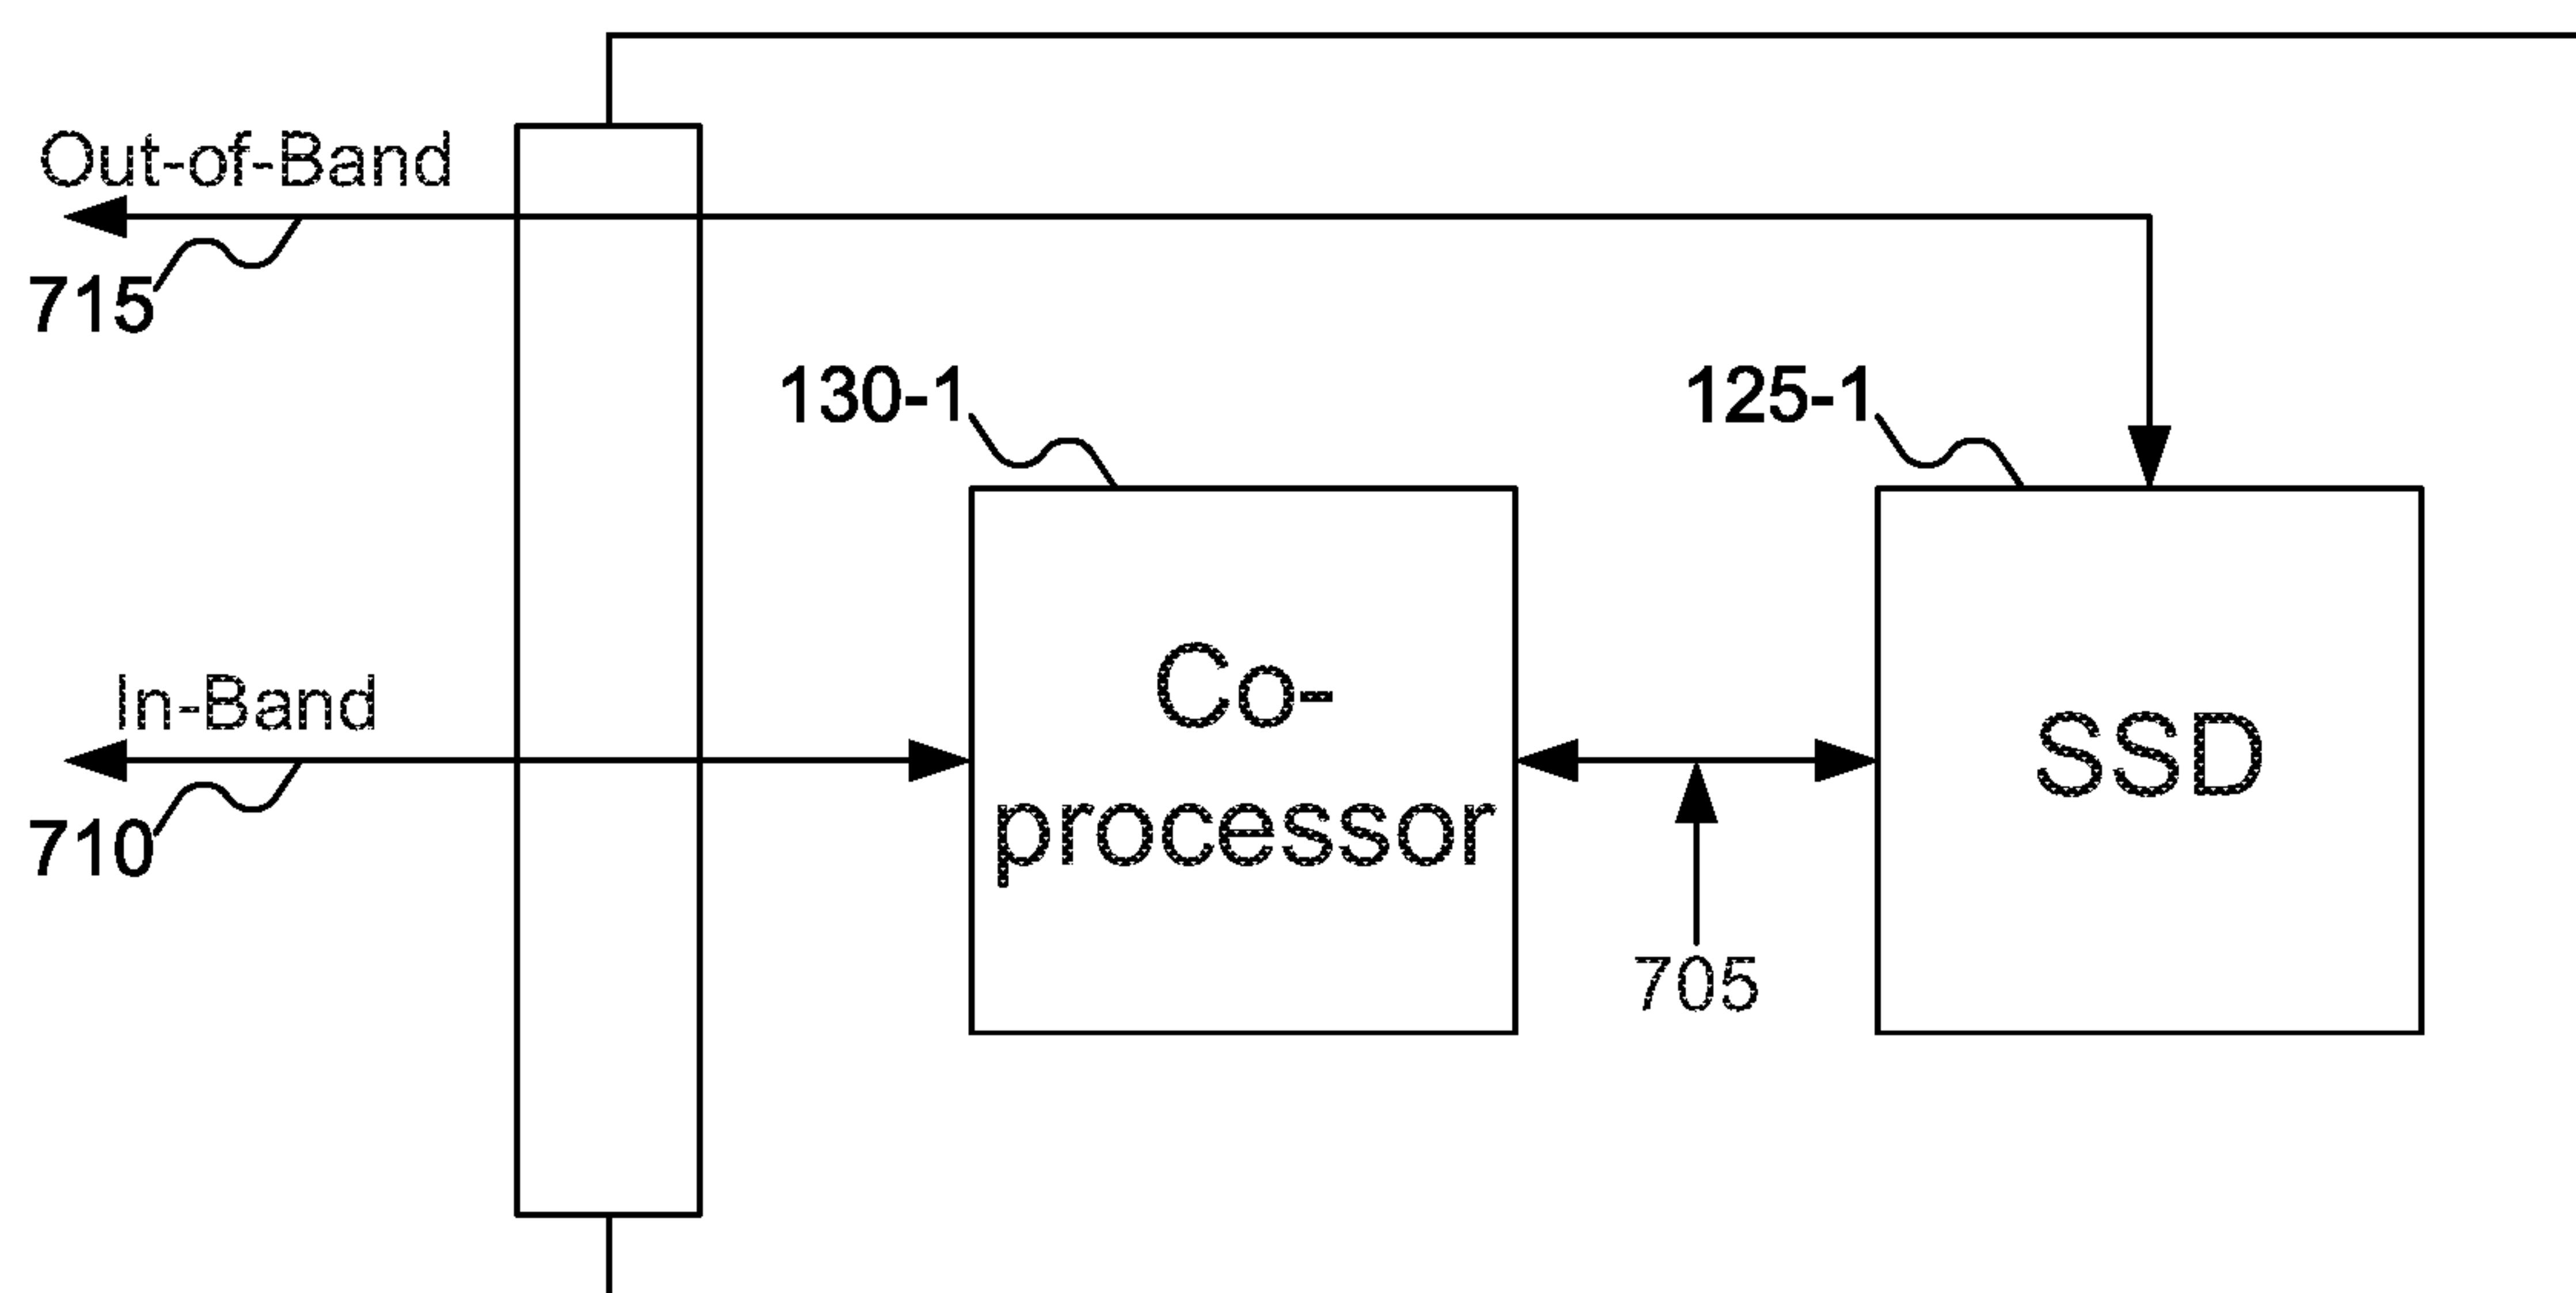 Out-of-Band
715
130-1
125-1
In-Band
710
Co-
processor
SSD
705